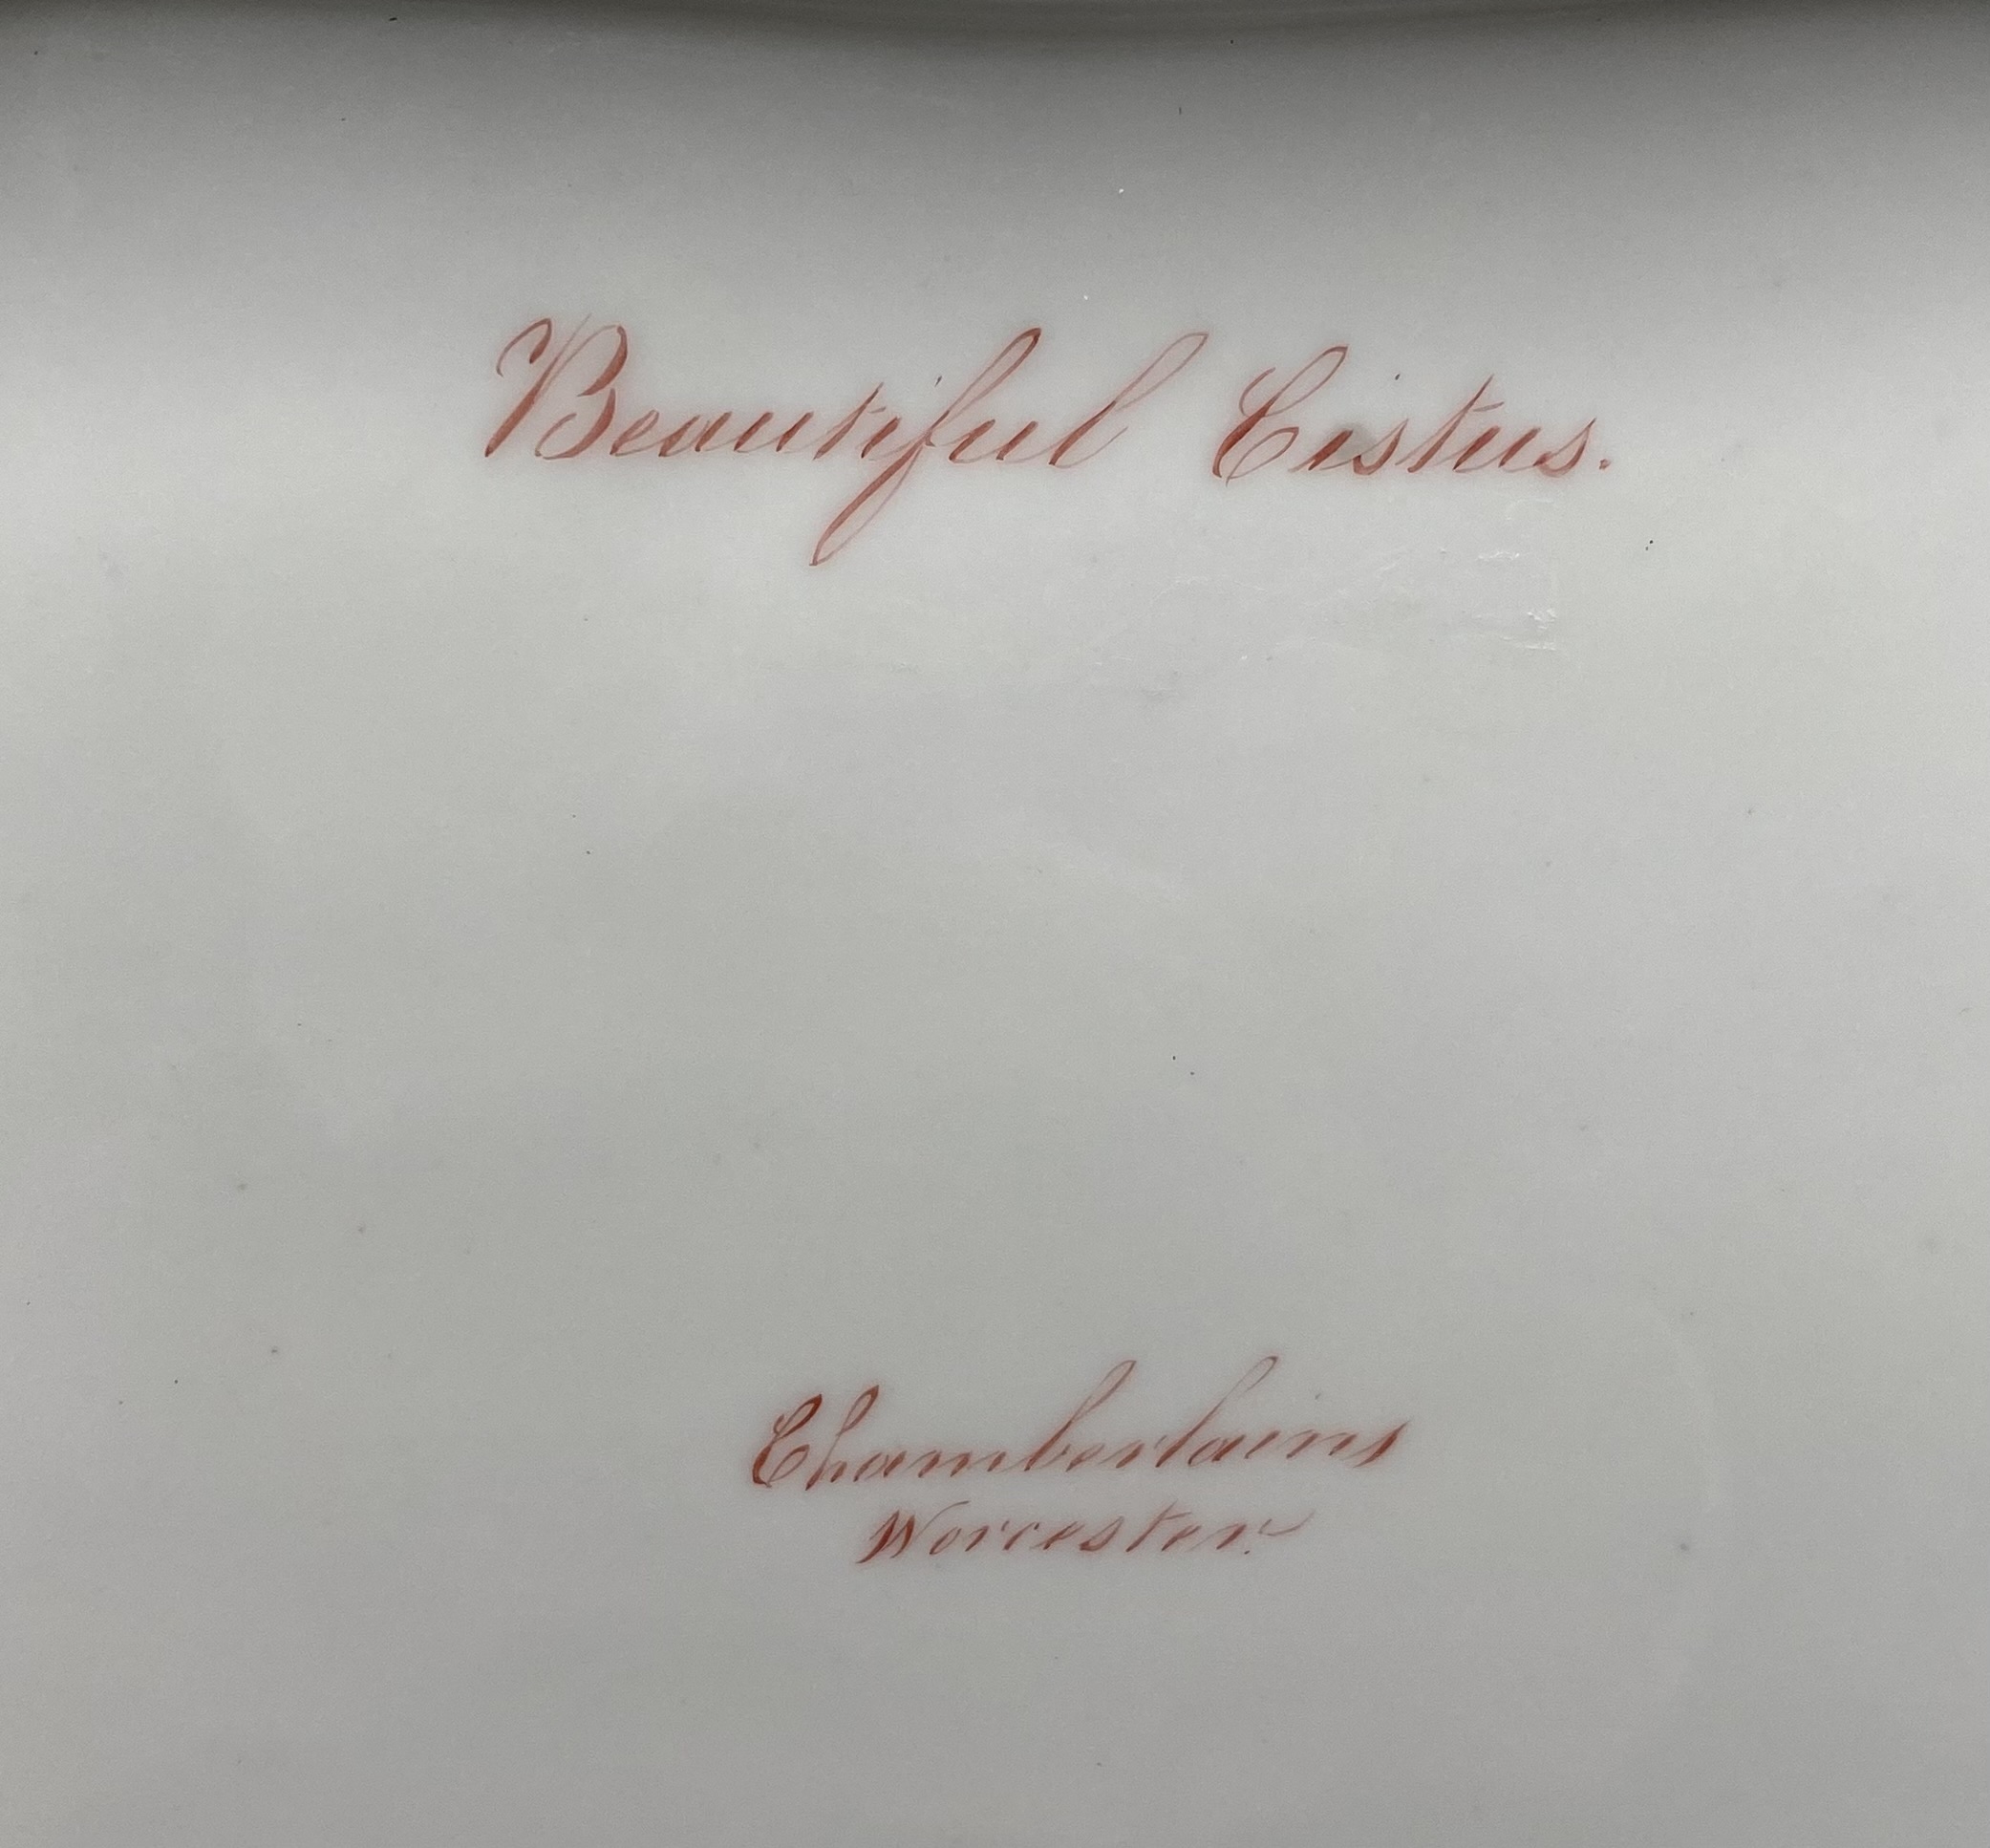 Beautiful Cistus.
Chamberlains
Worcester.